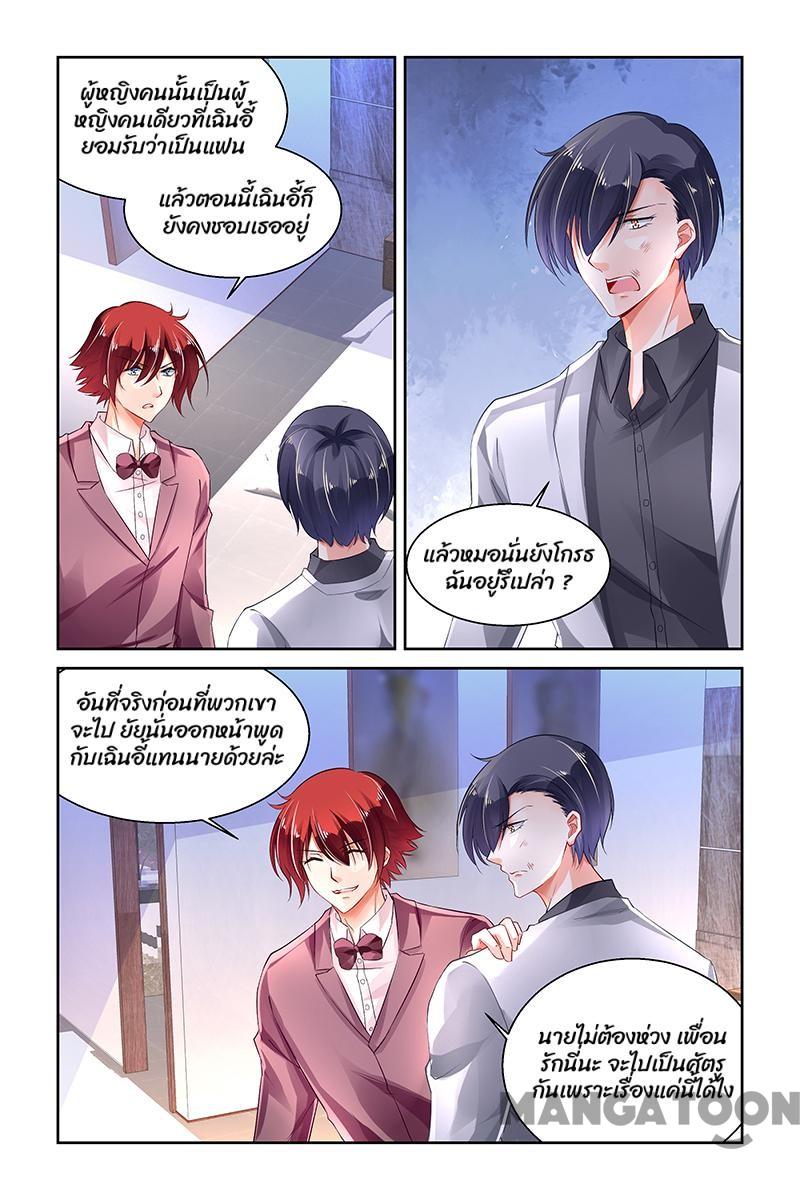 ผู้หญิงคนนั้นเป็นผู้
หญิงคนเดียวที่เฉินอี้
ยอมรับว่าเป็นแฟน
แล้วตอนนี้เฉินอี้ก็
ยังคงชอบเธออยู่
แล้วหมอนั่นยังโกรธ
ฉันอยู่รึเปล่า ?
อันที่จริงก่อนที่พวกเขา
จะไป ยัยนั่นออกหน้าพูด
กับเฉินอี้แทนนายด้วยล่ะ
นายไม่ต้องห่วง เพื่อน
รักนี่นะ จะไปเป็นศัตรู
กันเพราะเรื่องแค่นี้ได้ไง
MANGATOON